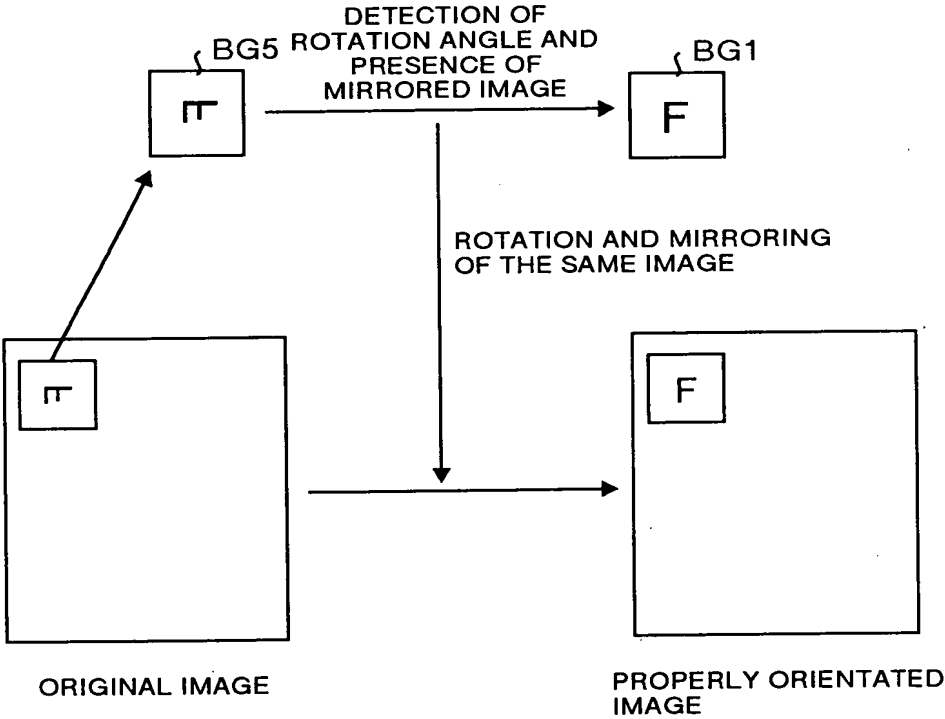 DETECTION OF
ROTATION ANGLE AND
PRESENCE OF
MIRRORED IMAGE
BG5
BG1
F
F
ROTATION AND MIRRORING
OF THE SAME IMAGE
F
F
ORIGINAL IMAGE
PROPERLY ORIENTATED
IMAGE